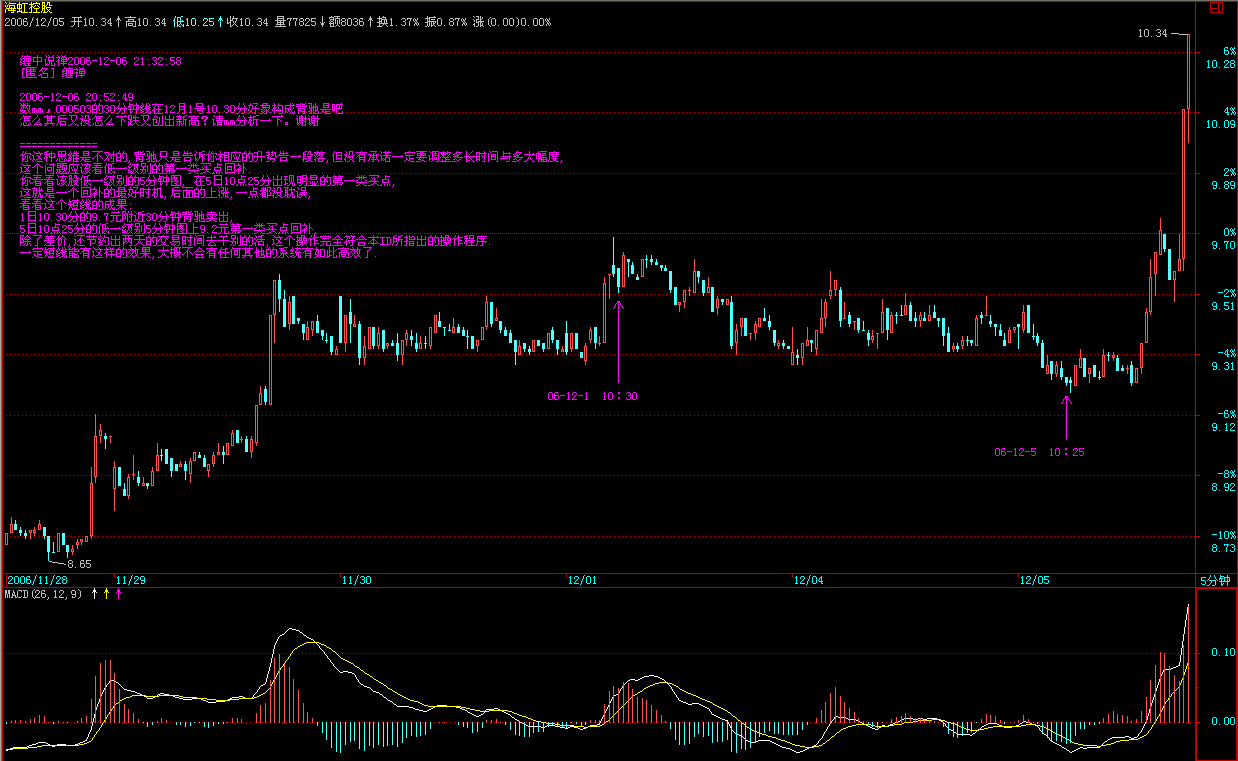 海虹控股
2006/12/05 开10.34↑高10.34 低10.25↑收10.34 量77825↓额8036↑换1.37% 振0.87% 涨(0.00)0.00%
10.34
缠中说禅2006-12-06 21:32:58
[匿名] 缠禅
2006-12-06 20:52:49
数mm，000503的30分钟线在12月1号10.30分好象构成背驰是吧
怎么其后又没怎么下跌又创出新高？请mm分析一下。谢谢
=============
你这种思维是不对的,背驰只是告诉你相应的升势告一段落,但没有承诺一定要调整多长时间与多大幅度,
这个问题应该看低一级别的第一类买点回补.
你看看该股低一级别的5分钟图, 在5日10点25分出现明显的第一类买点,
这就是一个回补的最好时机,后面的上涨,一点都没耽误,
看看这个短线的成果:
1日10.30分的9.7元附近30分钟背驰卖出,
5日10点25分的低一级别5分钟图上9.2元第一类买点回补,
除了差价,还节约出两天的交易时间去干别的活,这个操作完全符合本ID所指出的操作程序.
一定短线能有这样的效果,大概不会有任何其他的系统有如此高效了.
6%
10.28
4%
10.09
2%
9.89
0%
9.70
-2%
9.51
-4%
9.31
-6%
9.12
-8%
8.92
-10%
8.73
06-12-1 10：30
06-12-5 10：25
8.65
2006/11/28 11/29 11/30 12/01 12/04 12/05 5分钟
MACD(26,12,9) ↑ ↑ ↑
0.10
0.00